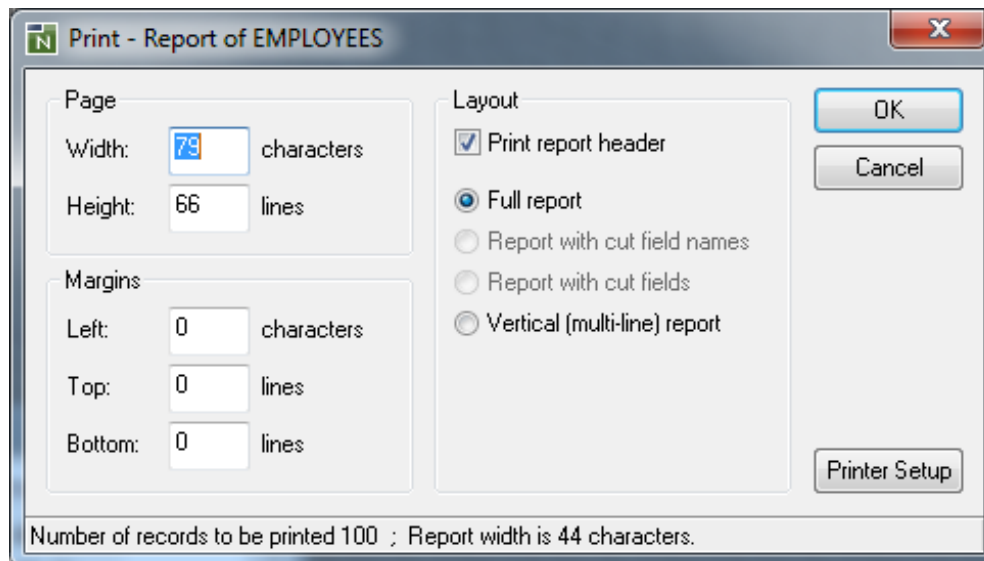 N Print - Report of EMPLOYEES
Page
Width: 79 characters
Height: 66 lines
Margins
Left: 0 characters
Top: 0 lines
Bottom: 0 lines
Layout
Print report header
Full report
Report with cut field names
Report with cut fields
Vertical (multi-line) report
OK
Cancel
Printer Setup
Number of records to be printed 100 ; Report width is 44 characters.